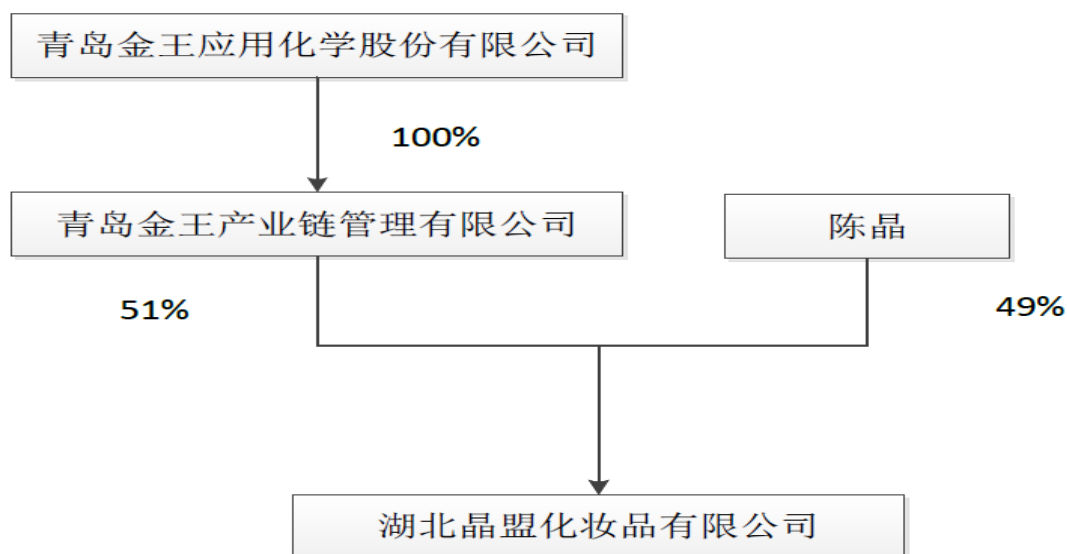 青岛金王应用化学股份有限公司
100%
青岛金王产业链管理有限公司
陈晶
51%
49%
湖北晶盟化妆品有限公司